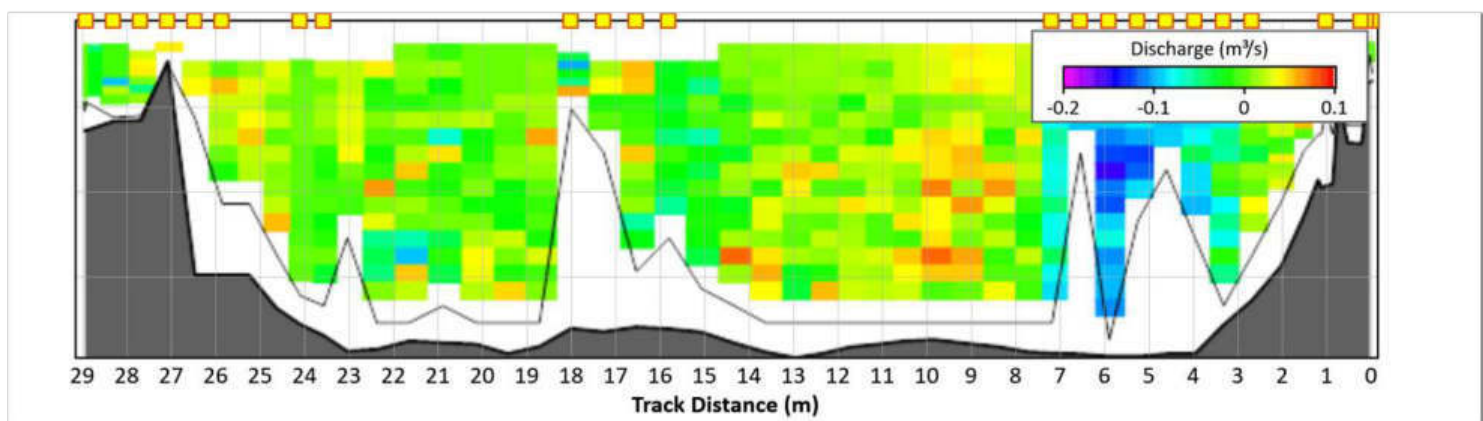 Discharge (m³/s)
-0.2 -0.1 0 0.1
29 28 27 26 25 24 23 22 21 20 19 18 17 16 15 14 13 12 11 10 9 8 7 6 5 4 3 2 1 0
Track Distance (m)